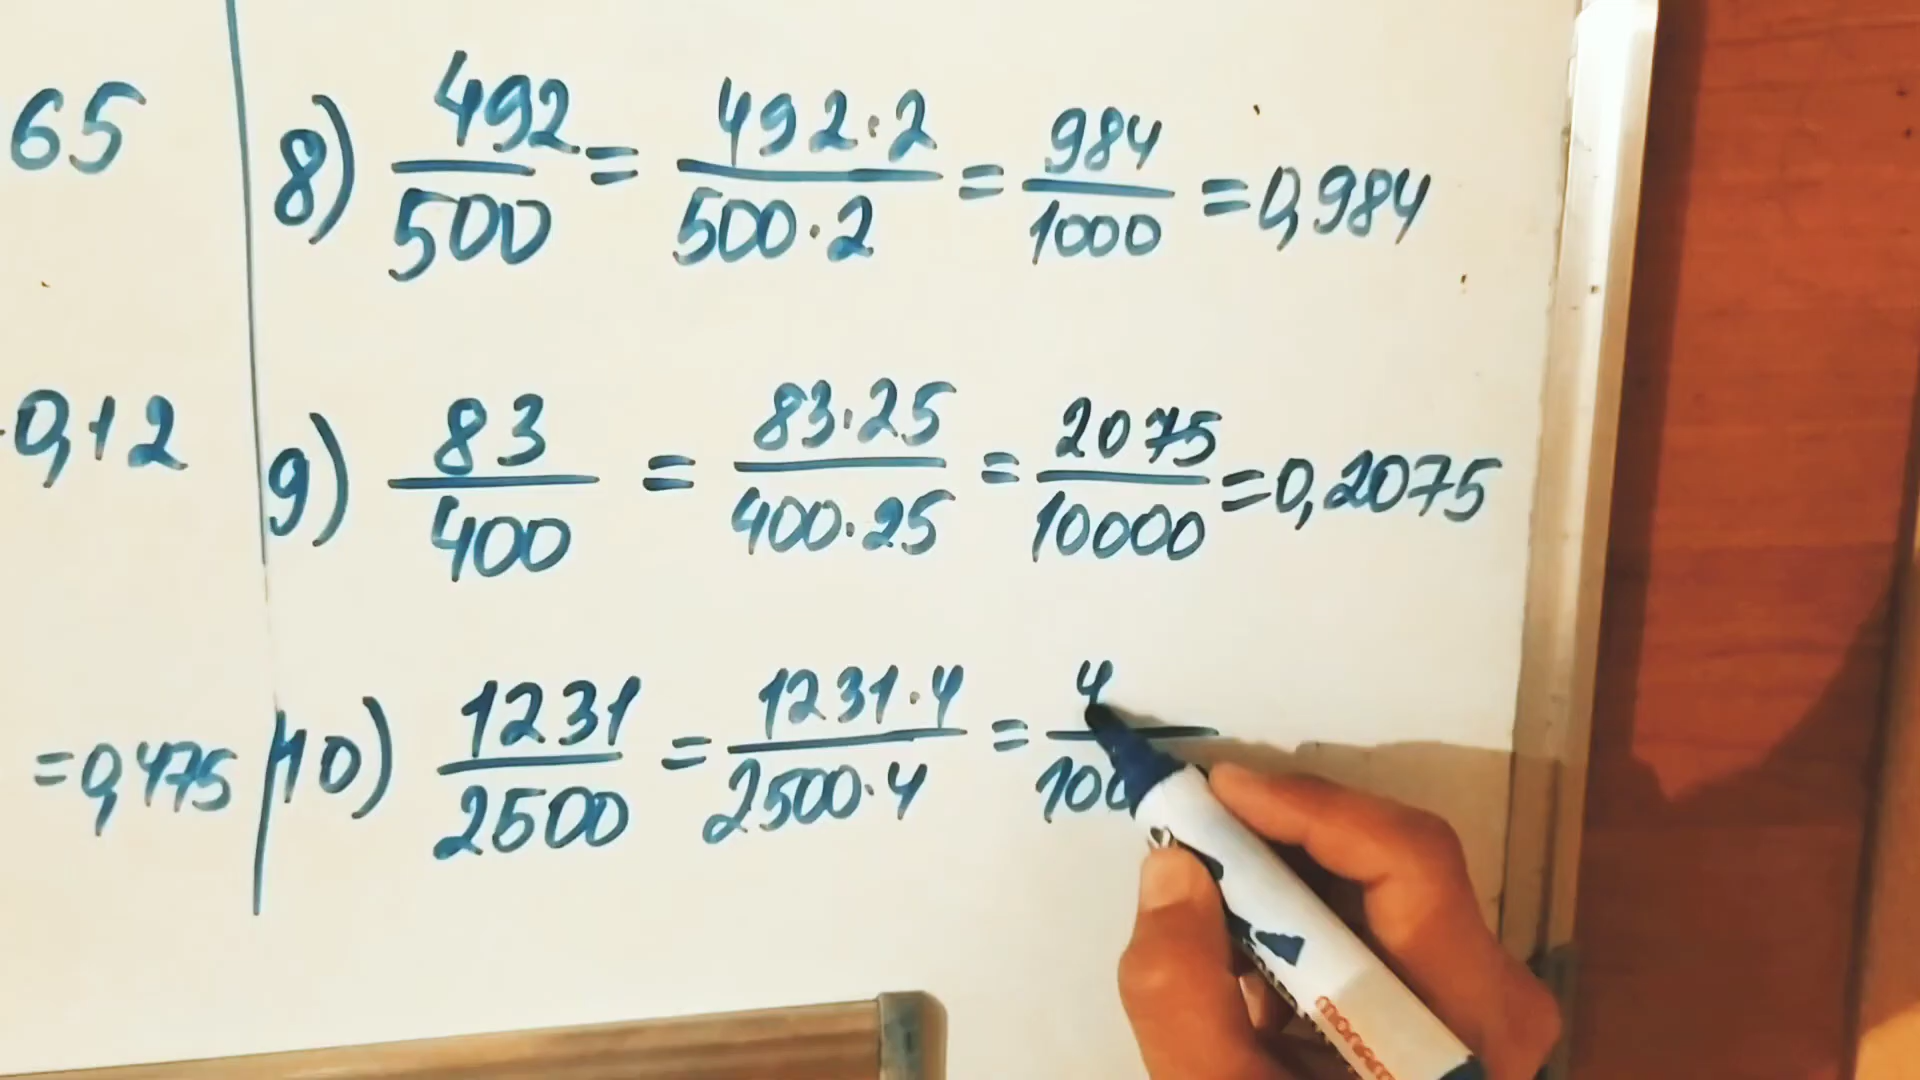 65
8) 492/500 = 492·2/500·2 = 984/1000 = 0,984
0,12
9) 83/400 = 83·25/400·25 = 2075/10000 = 0,2075
=0,475
10) 1231/2500 = 1231·4/2500·4 = 4/100